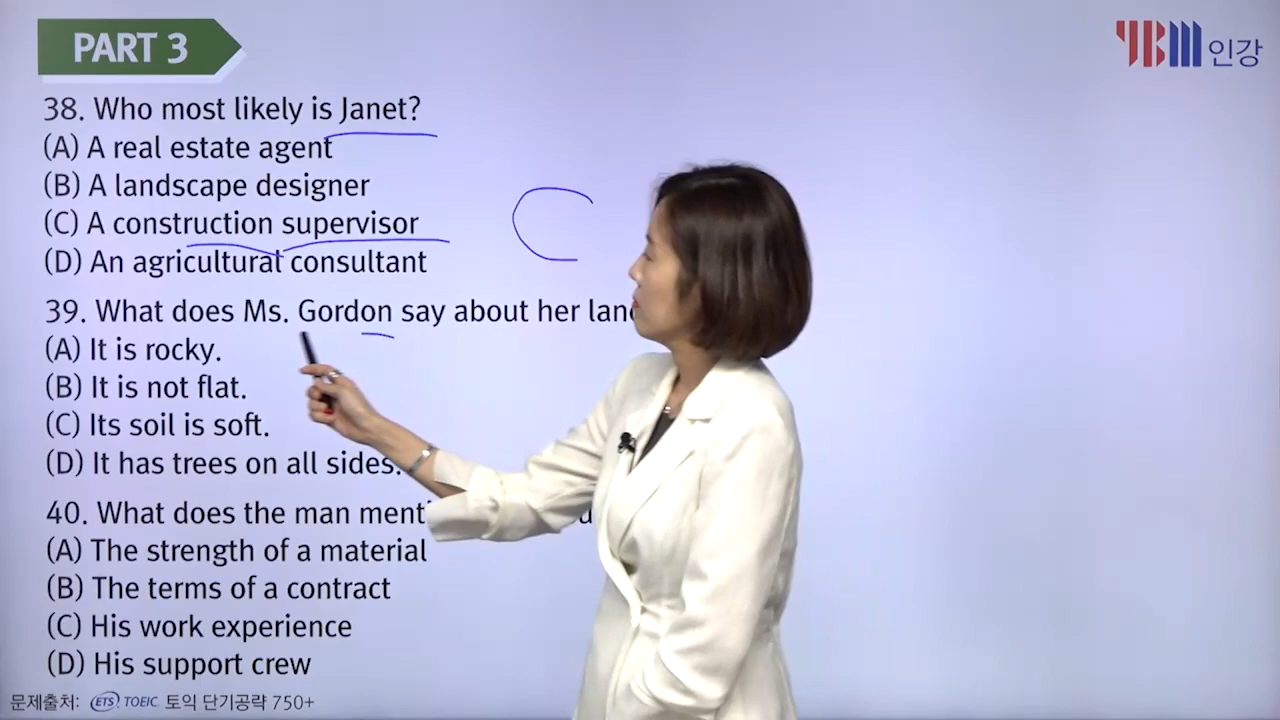 PART 3
YBM 인강
38. Who most likely is Janet?
(A) A real estate agent
(B) A landscape designer
(C) A construction supervisor
(D) An agricultural consultant
39. What does Ms. Gordon say about her
(A) It is rocky.
(B) It is not flat.
(C) Its soil is soft.
(D) It has trees on all sides.
40. What does the man
(A) The strength of a material
(B) The terms of a contract
(C) His work experience
(D) His support crew
문제출처: ETS TOEIC 토익 단기공략 750+